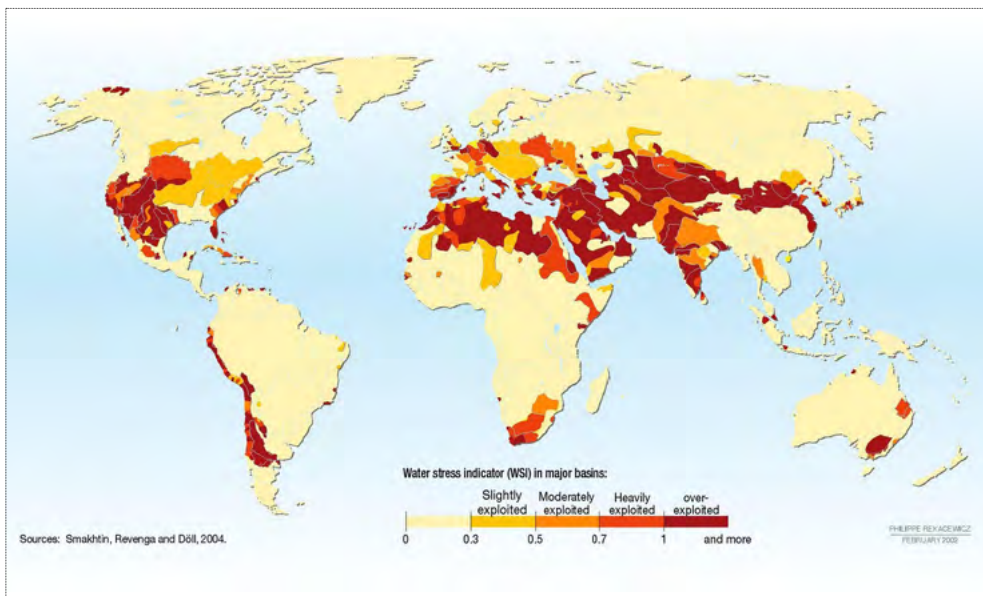 Water stress indicator (WSI) in major basins:
Slightly exploited
Moderately exploited
Heavily exploited
over-exploited
0 0.3 0.5 0.7 1 and more
Sources: Smakhtin, Revenga and Döll, 2004.
PHILIPPE REKACEWICZ
FEBRUARY 2002